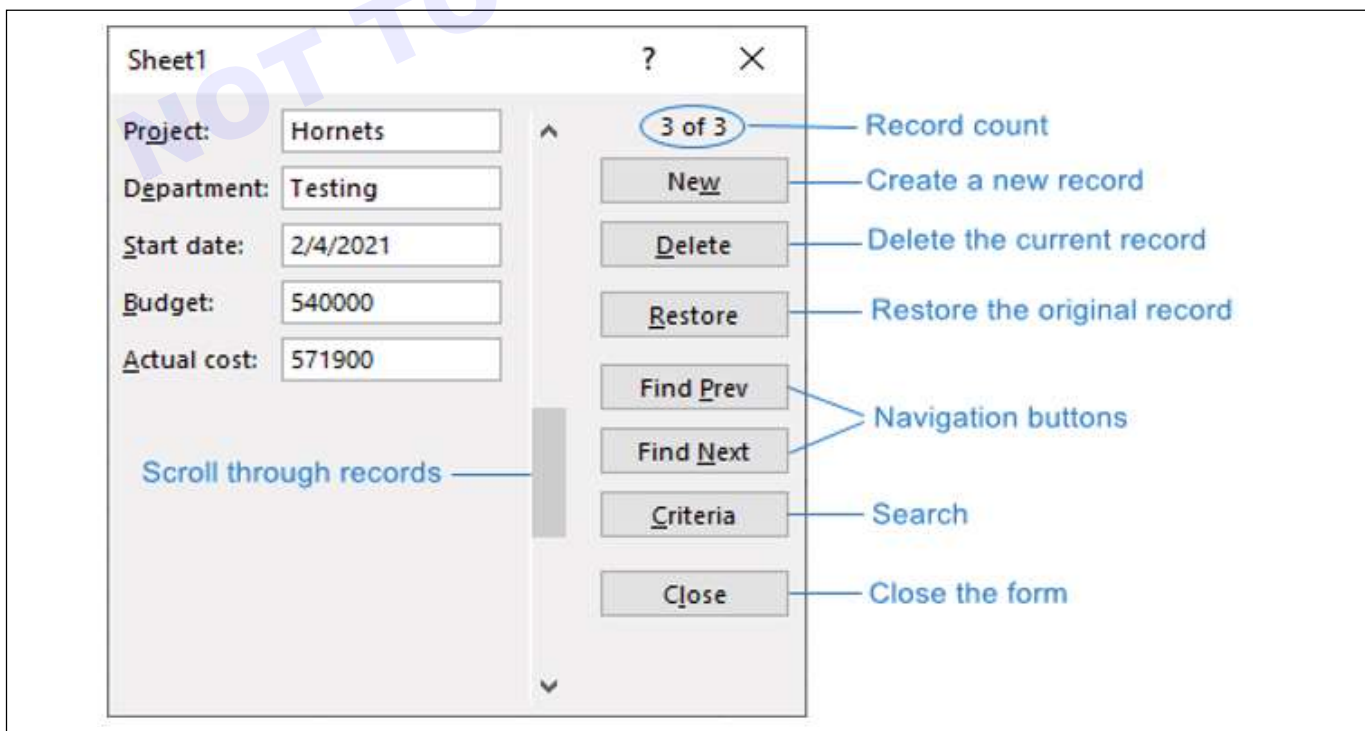 NOT TO
Sheet1 ? ×
Project: Hornets
3 of 3 Record count
New Create a new record
Department: Testing
Delete Delete the current record
Start date: 2/4/2021
Budget: 540000
Restore Restore the original record
Actual cost: 571900
Find Prev
Navigation buttons
Find Next
Scroll through records
Criteria Search
Close Close the form